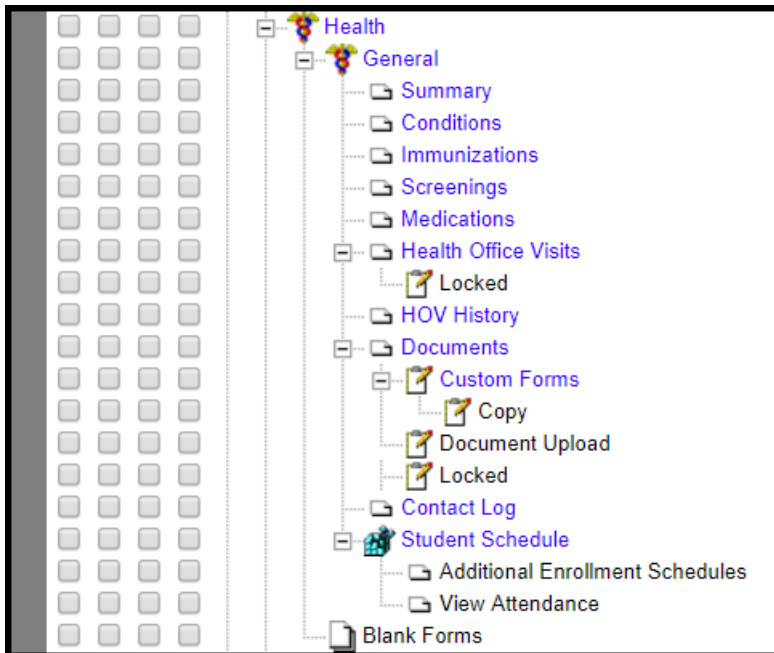 Health
General
Summary
Conditions
Immunizations
Screenings
Medications
Health Office Visits
Locked
HOV History
Documents
Custom Forms
Copy
Document Upload
Locked
Contact Log
Student Schedule
Additional Enrollment Schedules
View Attendance
Blank Forms